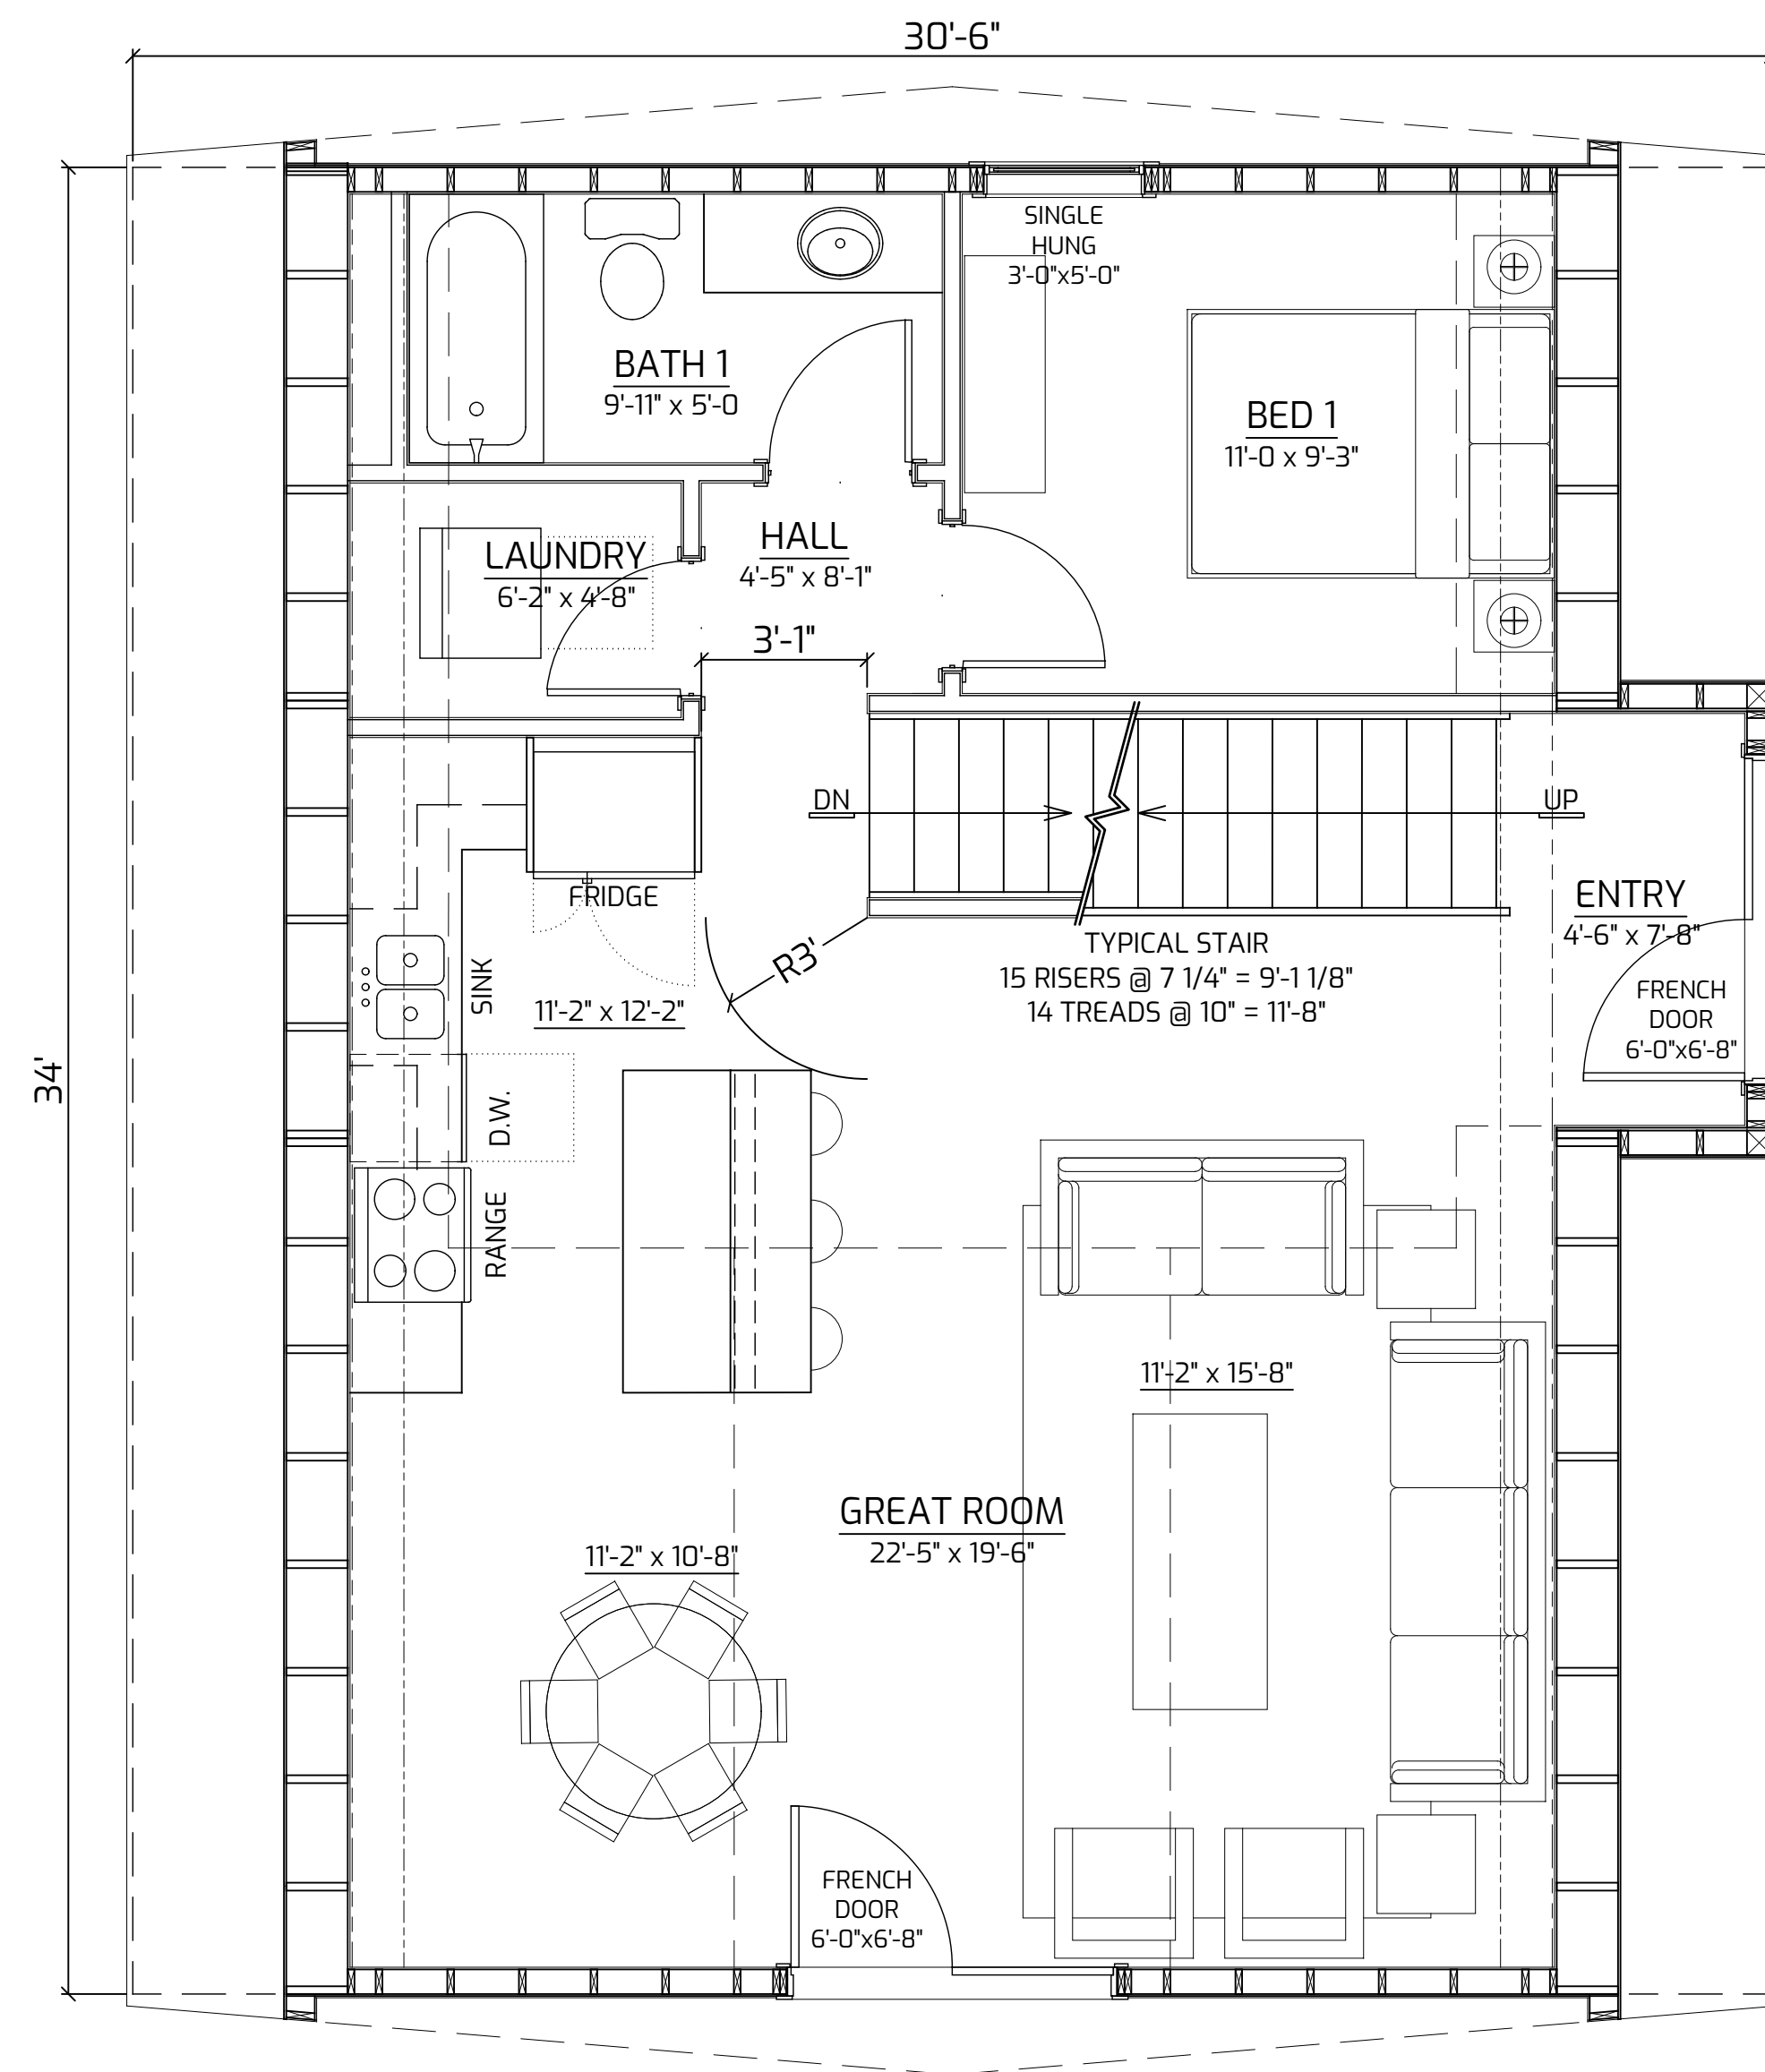 30'-6"
SINGLE
HUNG
3'-0"x5'-0"
BATH 1
9'-11" x 5'-0
BED 1
11'-0 x 9'-3"
HALL
4'-5" x 8'-1"
LAUNDRY
6'-2" x 4'-8"
3'-1"
DN
UP
FRIDGE
ENTRY
4'-6" x 7'-8"
TYPICAL STAIR
15 RISERS @ 7 1/4" = 9'-1 1/8"
14 TREADS @ 10" = 11'-8"
R3'
SINK
11'-2" x 12'-2"
FRENCH
DOOR
6'-0"x6'-8"
34'
D.W.
RANGE
11'-2" x 15'-8"
GREAT ROOM
22'-5" x 19'-6"
11'-2" x 10'-8"
FRENCH
DOOR
6'-0"x6'-8"